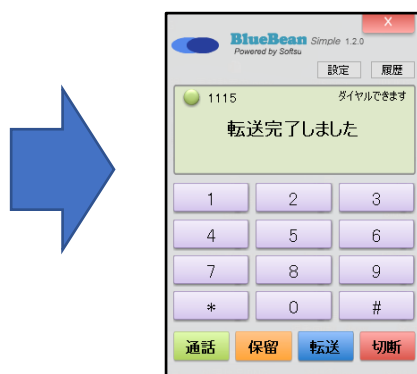 X
BlueBean Simple 1.2.0
Powered by Softsu
設定 履歴
1115 ダイヤルできます
転送完了しました
1 2 3
4 5 6
7 8 9
* 0 #
通話 保留 転送 切断